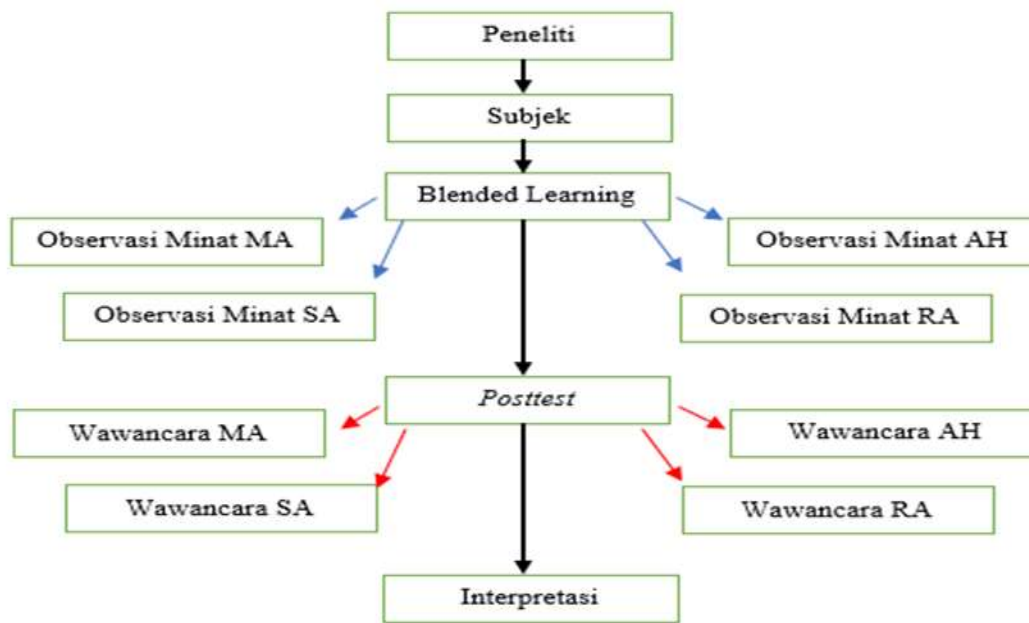 Peneliti
Subjek
Blended Learning
Observasi Minat MA
Observasi Minat AH
Observasi Minat SA
Observasi Minat RA
Posttest
Wawancara MA
Wawancara AH
Wawancara SA
Wawancara RA
Interpretasi